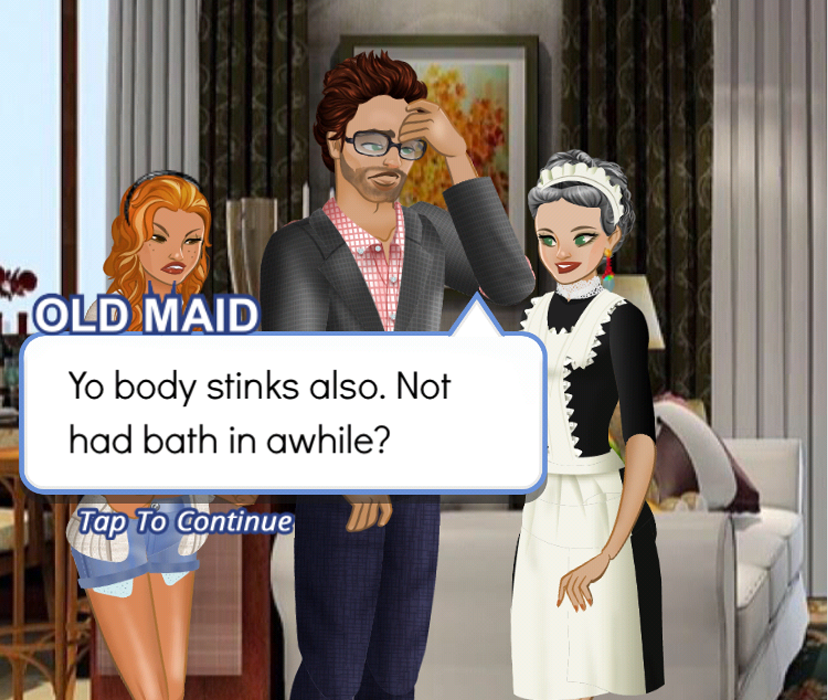 OLD MAID
Yo body stinks also. Not
had bath in awhile?
Tap To Continue